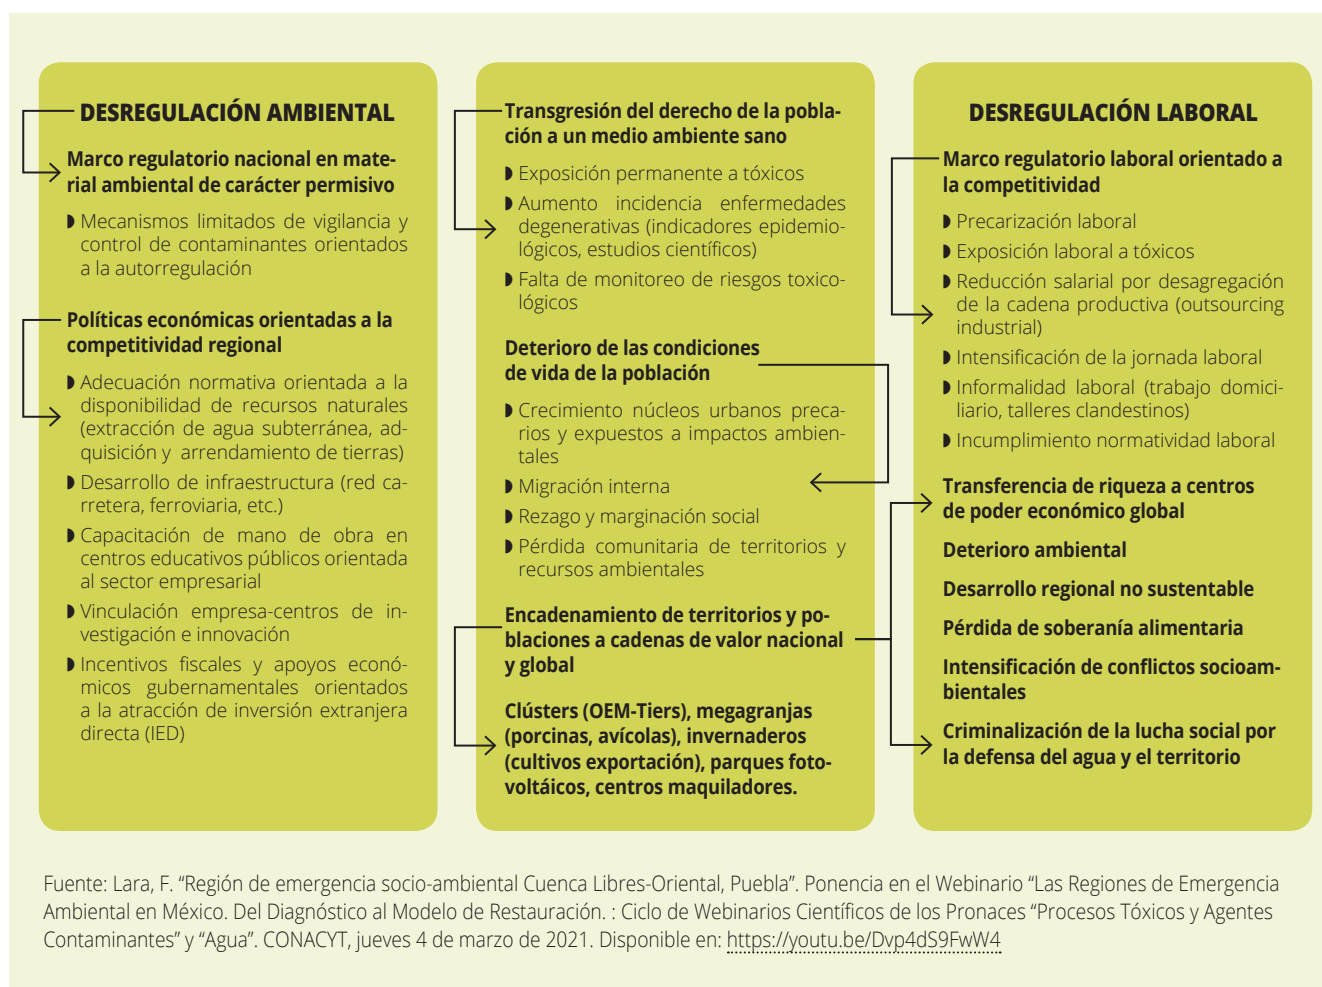 DESREGULACIÓN AMBIENTAL
Marco regulatorio nacional en mate-
rial ambiental de carácter permisivo
◗ Mecanismos limitados de vigilancia y
control de contaminantes orientados
a la autorregulación
Políticas económicas orientadas a la
competitividad regional
◗ Adecuación normativa orientada a la
disponibilidad de recursos naturales
(extracción de agua subterránea, ad-
quisición y arrendamiento de tierras)
◗ Desarrollo de infraestructura (red ca-
rretera, ferroviaria, etc.)
◗ Capacitación de mano de obra en
centros educativos públicos orientada
al sector empresarial
◗ Vinculación empresa-centros de in-
vestigación e innovación
◗ Incentivos fiscales y apoyos econó-
micos gubernamentales orientados
a la atracción de inversión extranjera
directa (IED)
Transgresión del derecho de la pobla-
ción a un medio ambiente sano
◗ Exposición permanente a tóxicos
◗ Aumento incidencia enfermedades
degenerativas (indicadores epidemio-
lógicos, estudios científicos)
◗ Falta de monitoreo de riesgos toxico-
lógicos
Deterioro de las condiciones
de vida de la población
◗ Crecimiento núcleos urbanos preca-
rios y expuestos a impactos ambien-
tales
◗ Migración interna
◗ Rezago y marginación social
◗ Pérdida comunitaria de territorios y
recursos ambientales
Encadenamiento de territorios y po-
blaciones a cadenas de valor nacional
y global
Clústers (OEM-Tiers), megagranjas
(porcinas, avícolas), invernaderos
(cultivos exportación), parques foto-
voltáicos, centros maquiladores.
DESREGULACIÓN LABORAL
Marco regulatorio laboral orientado a
la competitividad
◗ Precarización laboral
◗ Exposición laboral a tóxicos
◗ Reducción salarial por desagregación
de la cadena productiva (outsourcing
industrial)
◗ Intensificación de la jornada laboral
◗ Informalidad laboral (trabajo domici-
liario, talleres clandestinos)
◗ Incumplimiento normatividad laboral
Transferencia de riqueza a centros
de poder económico global
Deterioro ambiental
Desarrollo regional no sustentable
Pérdida de soberanía alimentaria
Intensificación de conflictos socioam-
bientales
Criminalización de la lucha social por
la defensa del agua y el territorio
Fuente: Lara, F. “Región de emergencia socio-ambiental Cuenca Libres-Oriental, Puebla”. Ponencia en el Webinario “Las Regiones de Emergencia
Ambiental en México. Del Diagnóstico al Modelo de Restauración. : Ciclo de Webinarios Científicos de los Pronaces “Procesos Tóxicos y Agentes
Contaminantes” y “Agua”. CONACYT, jueves 4 de marzo de 2021. Disponible en: https://youtu.be/Dvp4dS9FwW4